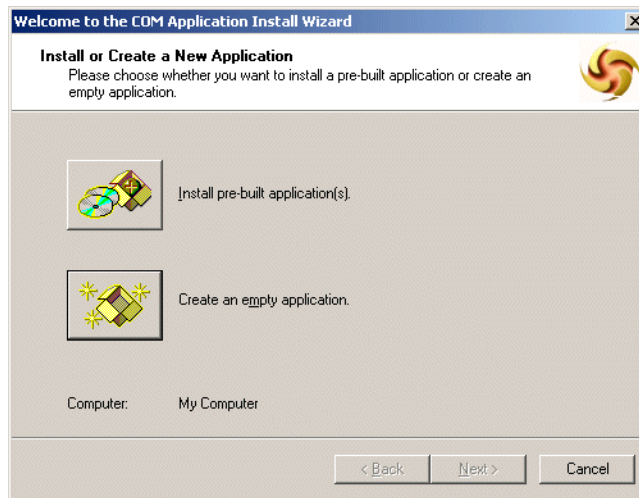 Welcome to the COM Application Install Wizard
Install or Create a New Application
Please choose whether you want to install a pre-built application or create an
empty application.
Install pre-built application(s).
Create an empty application.
Computer: My Computer
< Back Next > Cancel